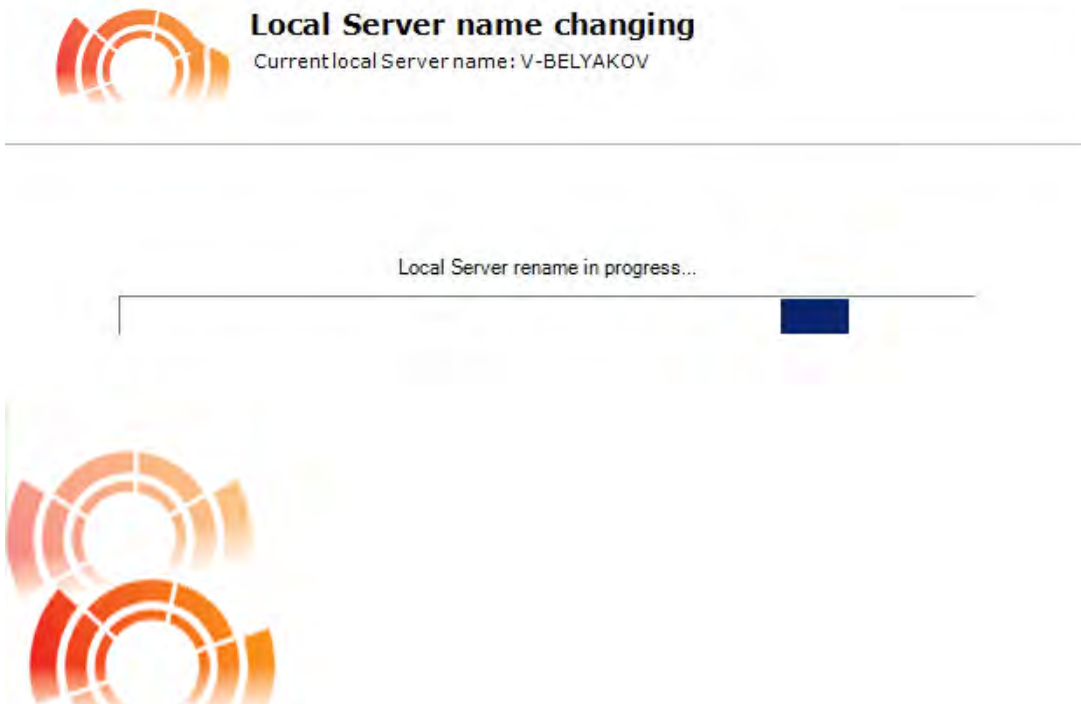 Local Server name changing
Current local Server name: V-BELYAKOV
Local Server rename in progress...